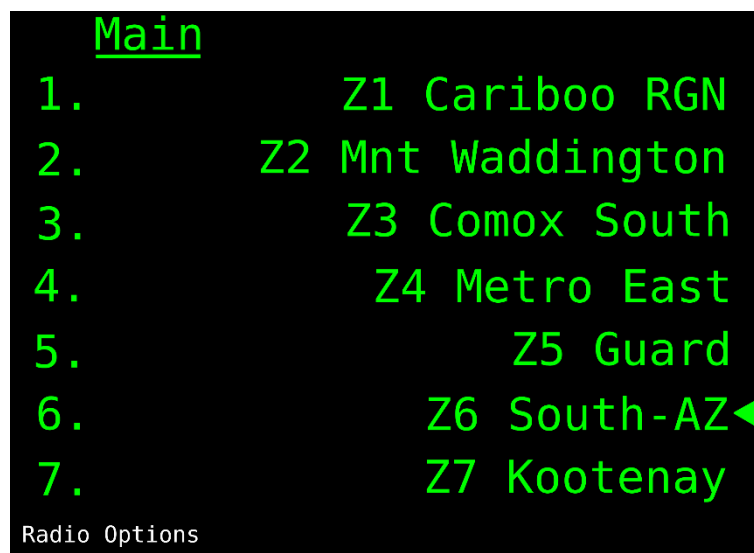 Main
1. Z1 Cariboo RGN
2. Z2 Mnt Waddington
3. Z3 Comox South
4. Z4 Metro East
5. Z5 Guard
6. Z6 South-AZ
7. Z7 Kootenay
Radio Options